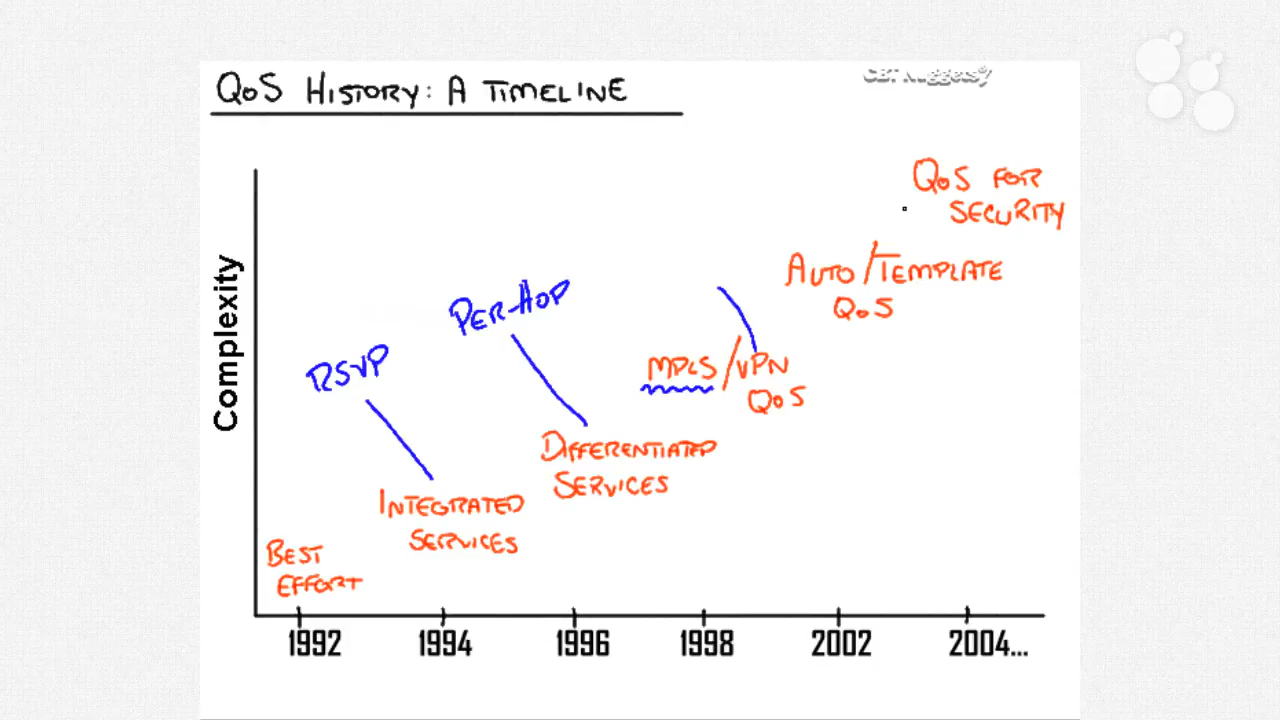 QoS HISTORY: A TIMELINE
CBT Nuggets
QoS FOR
SECURITY
AUTO/TEMPLATE
QoS
PER-HOP
RSVP
MPLS/VPN
QoS
DIFFERENTIATED
SERVICES
INTEGRATED
SERVICES
BEST
EFFORT
Complexity
1992 1994 1996 1998 2002 2004...